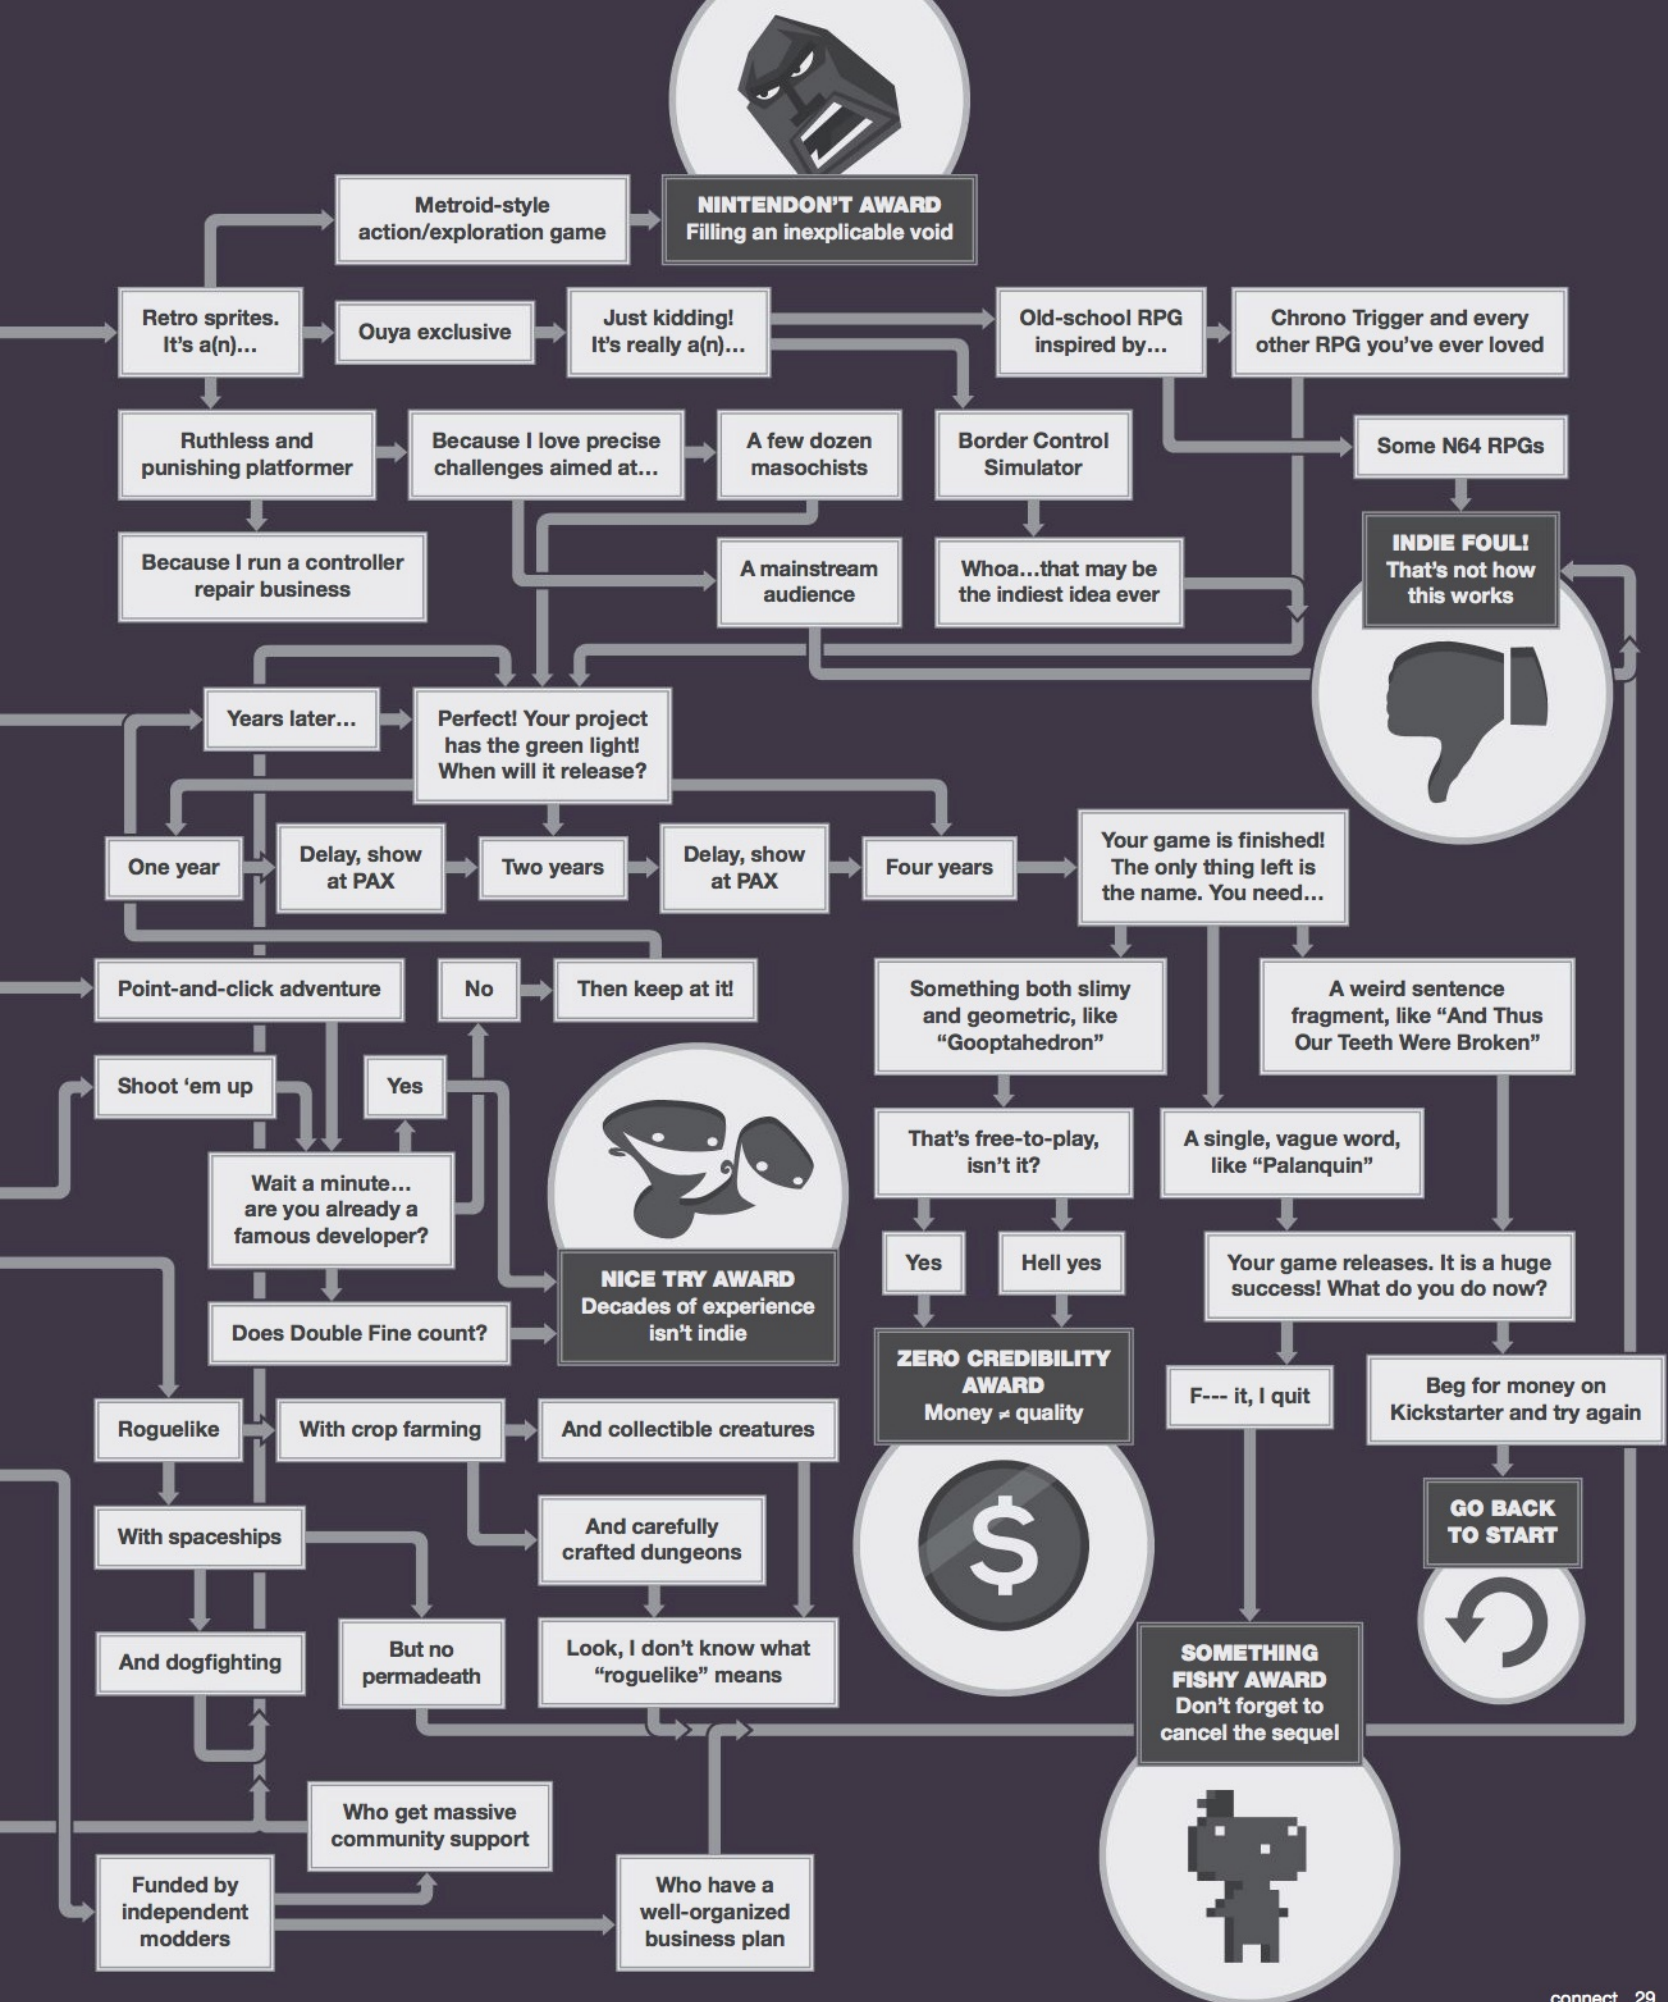 Metroid-style
action/exploration game
NINTENDON'T AWARD
Filling an inexplicable void
Retro sprites.
It's a(n)...
Ouya exclusive
Just kidding!
It's really a(n)...
Old-school RPG
inspired by...
Chrono Trigger and every
other RPG you've ever loved
Ruthless and
punishing platformer
Because I love precise
challenges aimed at...
A few dozen
masochists
Border Control
Simulator
Some N64 RPGs
Because I run a controller
repair business
A mainstream
audience
Whoa...that may be
the indiest idea ever
INDIE FOUL!
That's not how
this works
Years later...
Perfect! Your project
has the green light!
When will it release?
One year
Delay, show
at PAX
Two years
Delay, show
at PAX
Four years
Your game is finished!
The only thing left is
the name. You need...
Point-and-click adventure
No
Then keep at it!
Something both slimy
and geometric, like
“Gooptahedron”
A weird sentence
fragment, like “And Thus
Our Teeth Were Broken”
Shoot ‘em up
Yes
That's free-to-play,
isn't it?
A single, vague word,
like “Palanquin”
Wait a minute...
are you already a
famous developer?
Yes
Hell yes
Your game releases. It is a huge
success! What do you do now?
NICE TRY AWARD
Decades of experience
isn't indie
Does Double Fine count?
ZERO CREDIBILITY
AWARD
Money ≠ quality
F--- it, I quit
Beg for money on
Kickstarter and try again
Roguelike
With crop farming
And collectible creatures
GO BACK
TO START
With spaceships
And carefully
crafted dungeons
$
And dogfighting
But no
permadeath
Look, I don't know what
“roguelike” means
SOMETHING
FISHY AWARD
Don't forget to
cancel the sequel
Who get massive
community support
Funded by
independent
modders
Who have a
well-organized
business plan
connect 29